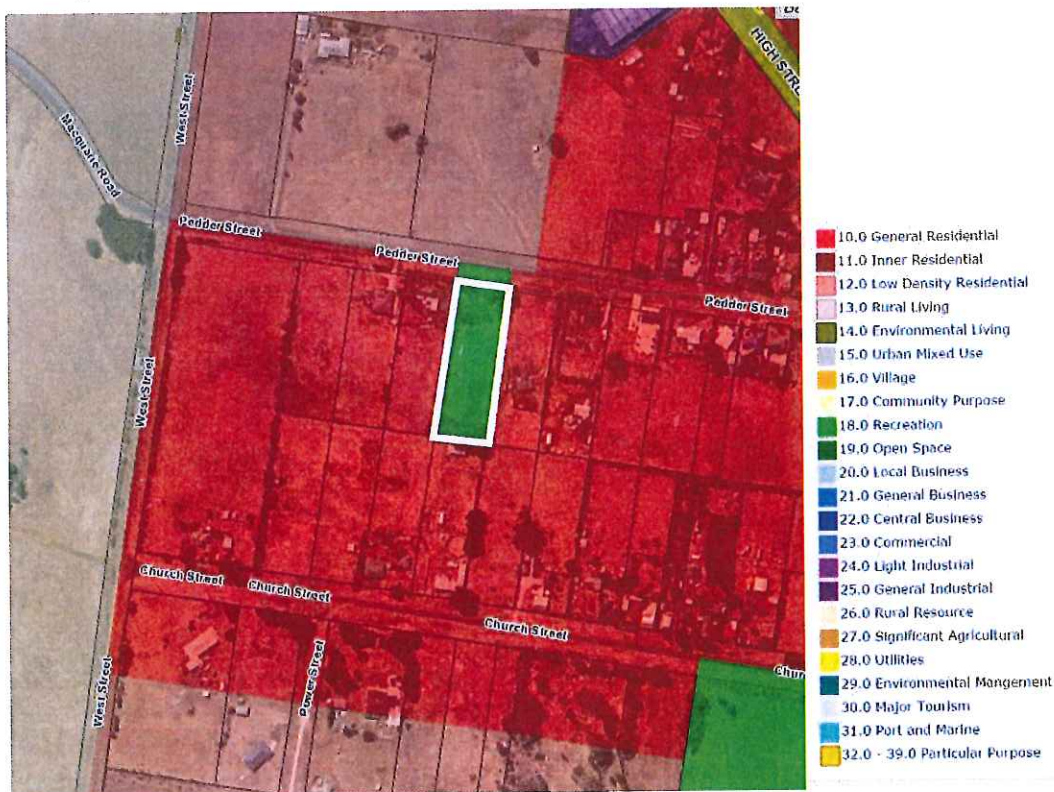 HIGH STR
West Street
Macquarie Road
Pedder Street
Pedder Street
Pedder Street
West Street
Church Street
Church Street
Church Street
Power Street
West Street
10.0 General Residential
11.0 Inner Residential
12.0 Low Density Residential
13.0 Rural Living
14.0 Environmental Living
15.0 Urban Mixed Use
16.0 Village
17.0 Community Purpose
18.0 Recreation
19.0 Open Space
20.0 Local Business
21.0 General Business
22.0 Central Business
23.0 Commercial
24.0 Light Industrial
25.0 General Industrial
26.0 Rural Resource
27.0 Significant Agricultural
28.0 Utilities
29.0 Environmental Mangement
30.0 Major Tourism
31.0 Port and Marine
32.0 - 39.0 Particular Purpose